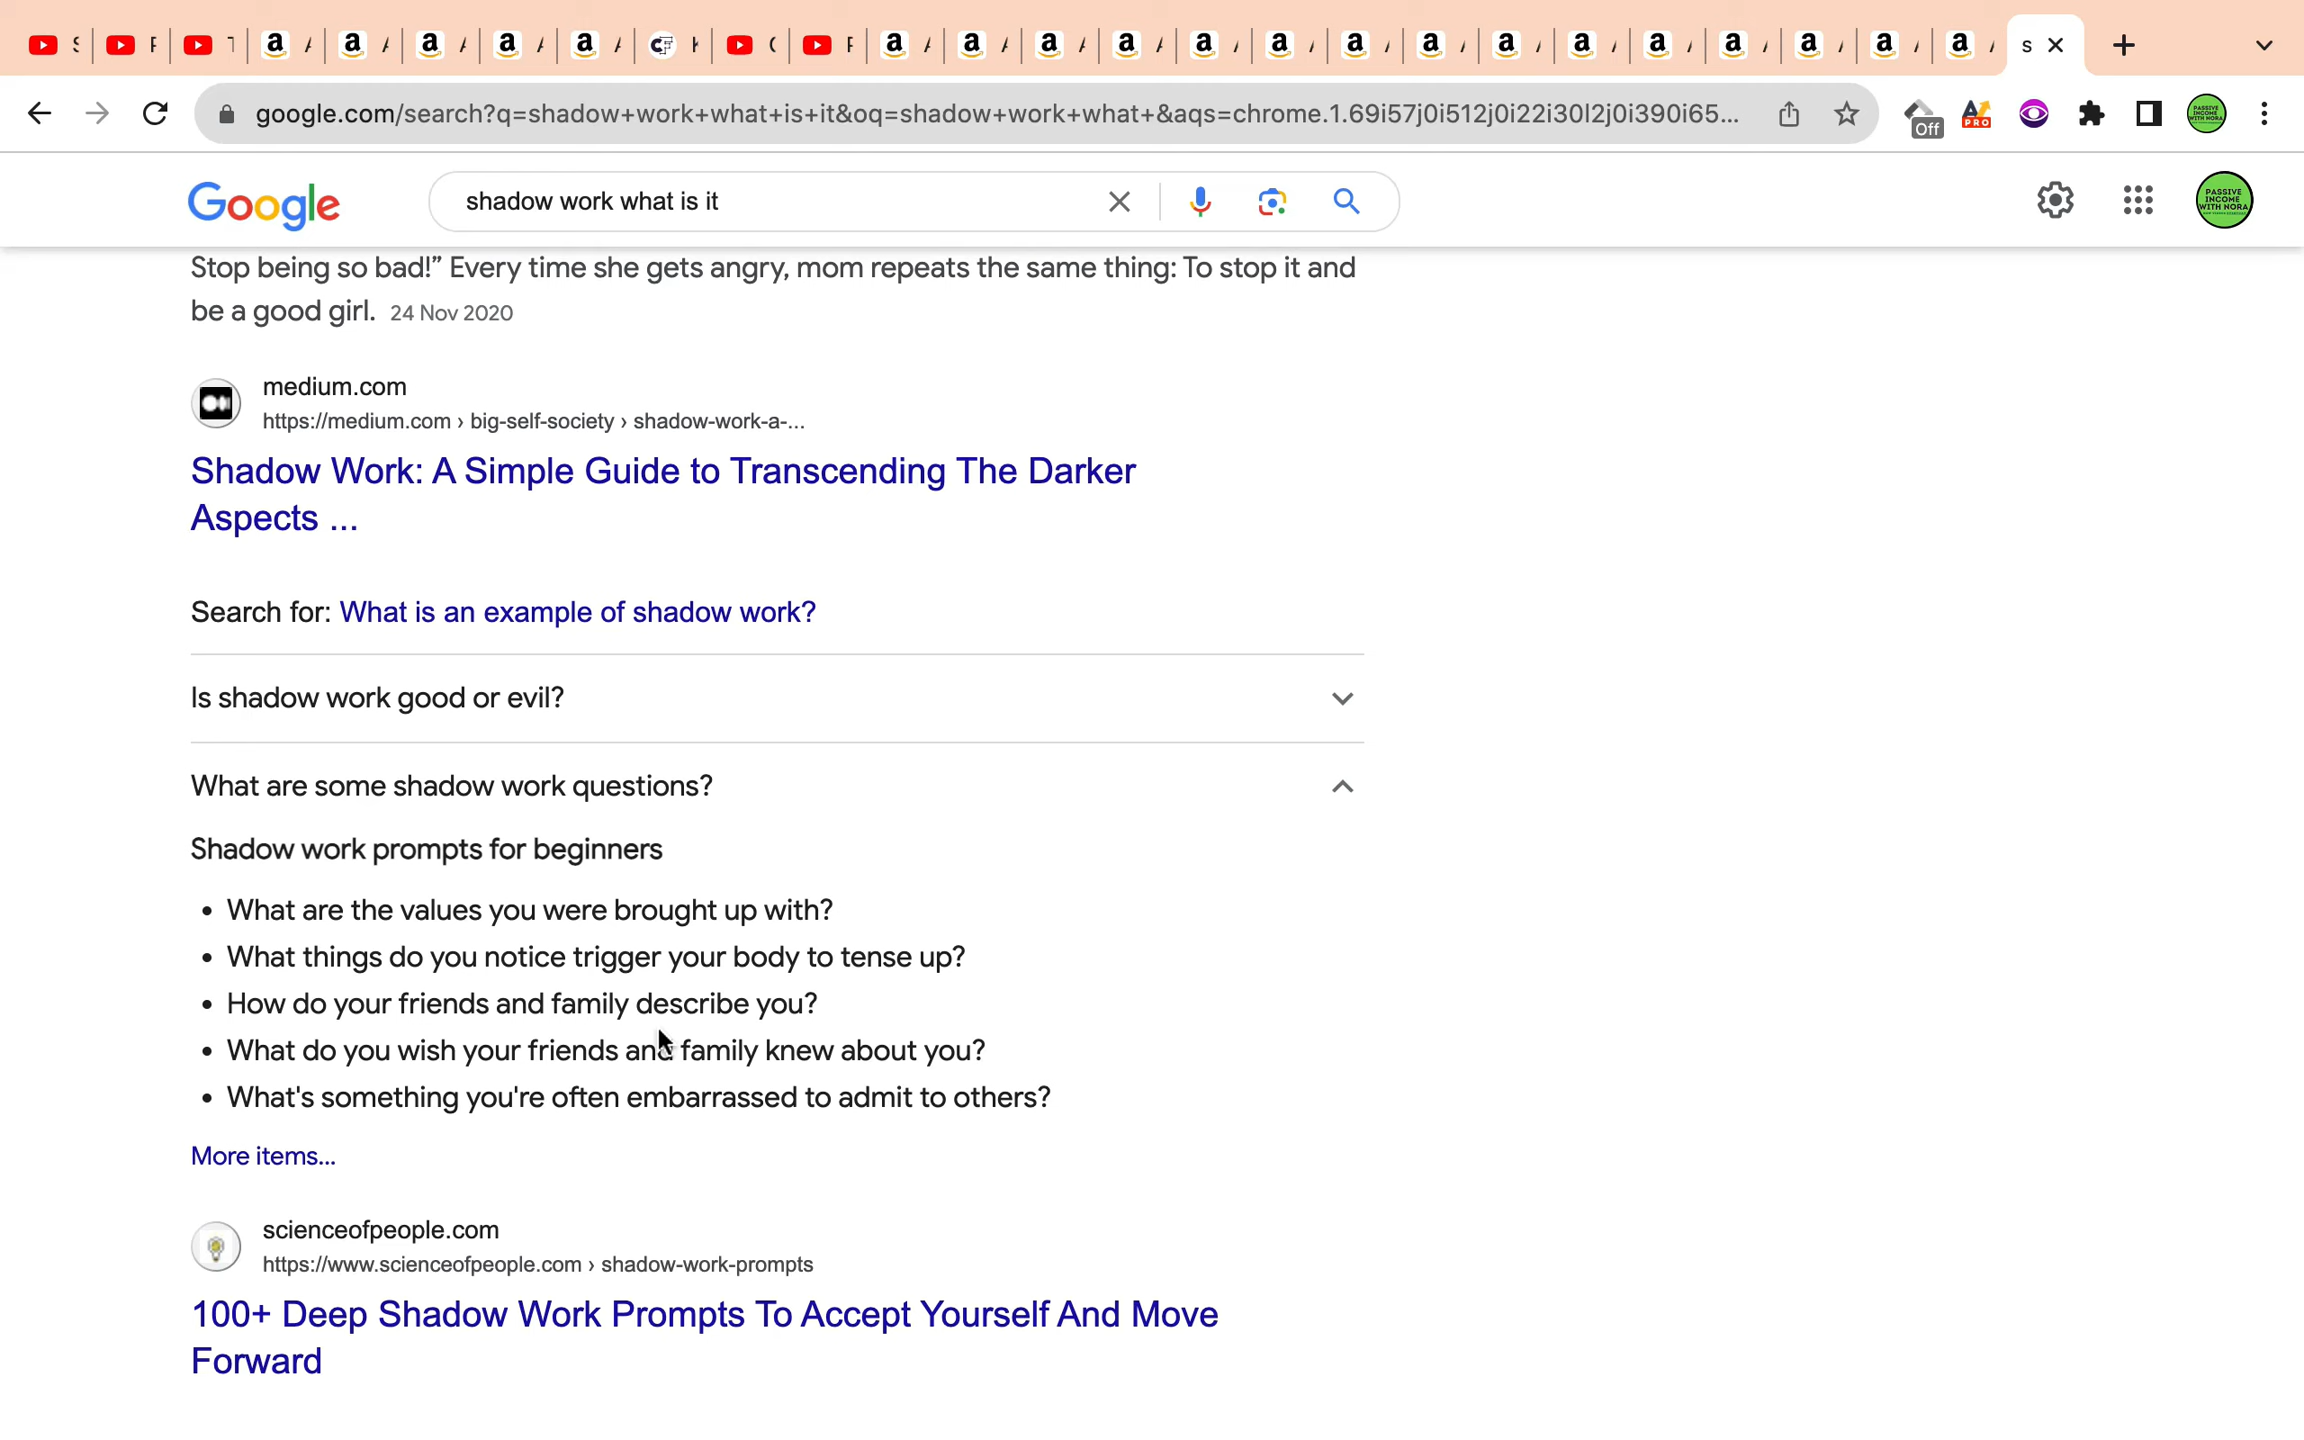 S
F
T
google.com/search?q=shadow+work+what+is+it&oq=shadow+work+what+&aqs=chrome.1.69i57j0i512j0i22i30l2j0i390i65...
Off
PRO
Google
shadow work what is it
PASSIVE
INCOME
WITH NORA
Stop being so bad!” Every time she gets angry, mom repeats the same thing: To stop it and
be a good girl. 24 Nov 2020
medium.com
https://medium.com › big-self-society › shadow-work-a-...
Shadow Work: A Simple Guide to Transcending The Darker
Aspects ...
Search for: What is an example of shadow work?
Is shadow work good or evil?
What are some shadow work questions?
Shadow work prompts for beginners
• What are the values you were brought up with?
• What things do you notice trigger your body to tense up?
• How do your friends and family describe you?
• What do you wish your friends and family knew about you?
• What's something you're often embarrassed to admit to others?
More items...
scienceofpeople.com
https://www.scienceofpeople.com › shadow-work-prompts
100+ Deep Shadow Work Prompts To Accept Yourself And Move
Forward